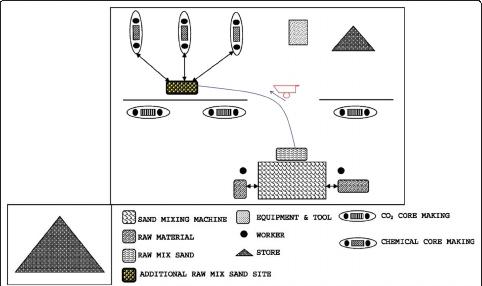 SAND MIXING MACHINE
EQUIPMENT & TOOL
CO₂ CORE MAKING
RAW MATERIAL
WORKER
RAW MIX SAND
STORE
CHEMICAL CORE MAKING
ADDITIONAL RAW MIX SAND SITE